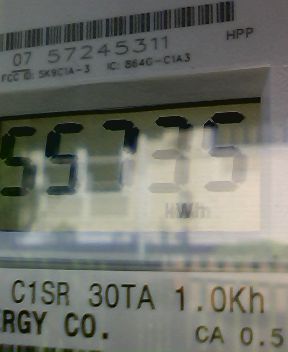 07 57245311 HPP
FCC ID: SK9C1A-3 IC: 864G-C1A3
55735
kWh
C1SR 30TA 1.0Kh
RGY CO. CA 0.5